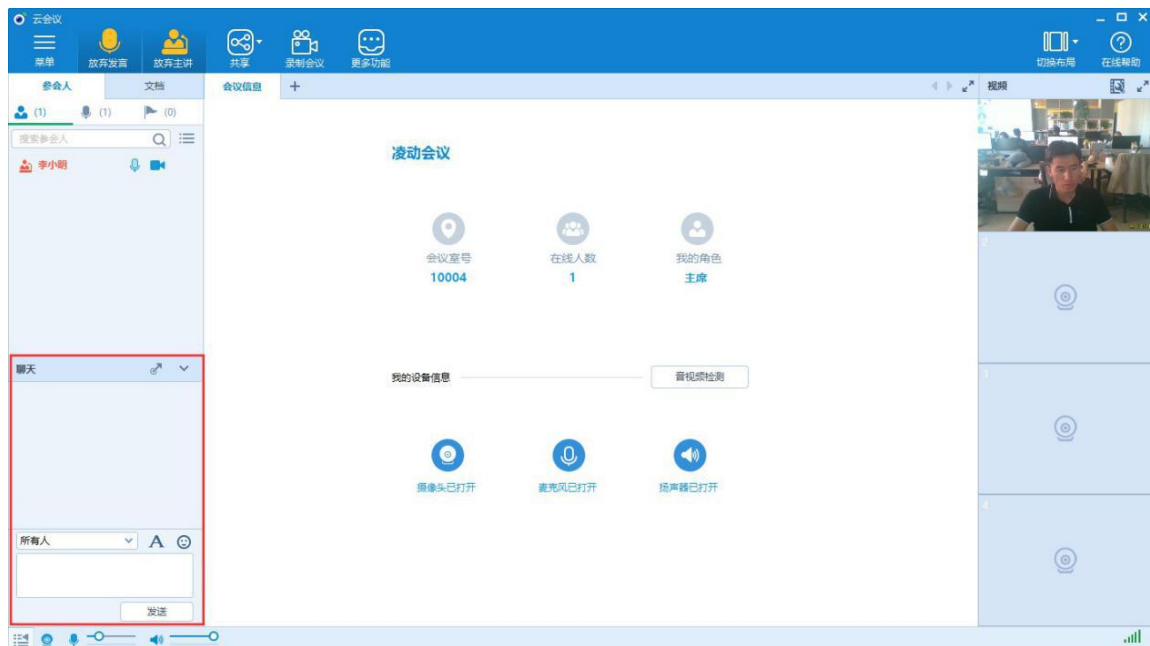 云会议
菜单
放弃发言
放弃主讲
共享
录制会议
更多功能
切换布局
在线帮助
参会人
文档
会议信息
视频
(1)
(1)
(0)
搜索参会人
李小明
凌动会议
会议室号
在线人数
我的角色
10004
1
主席
2
3
4
聊天
我的设备信息
音视频检测
摄像头已打开
麦克风已打开
扬声器已打开
所有人
A
发送